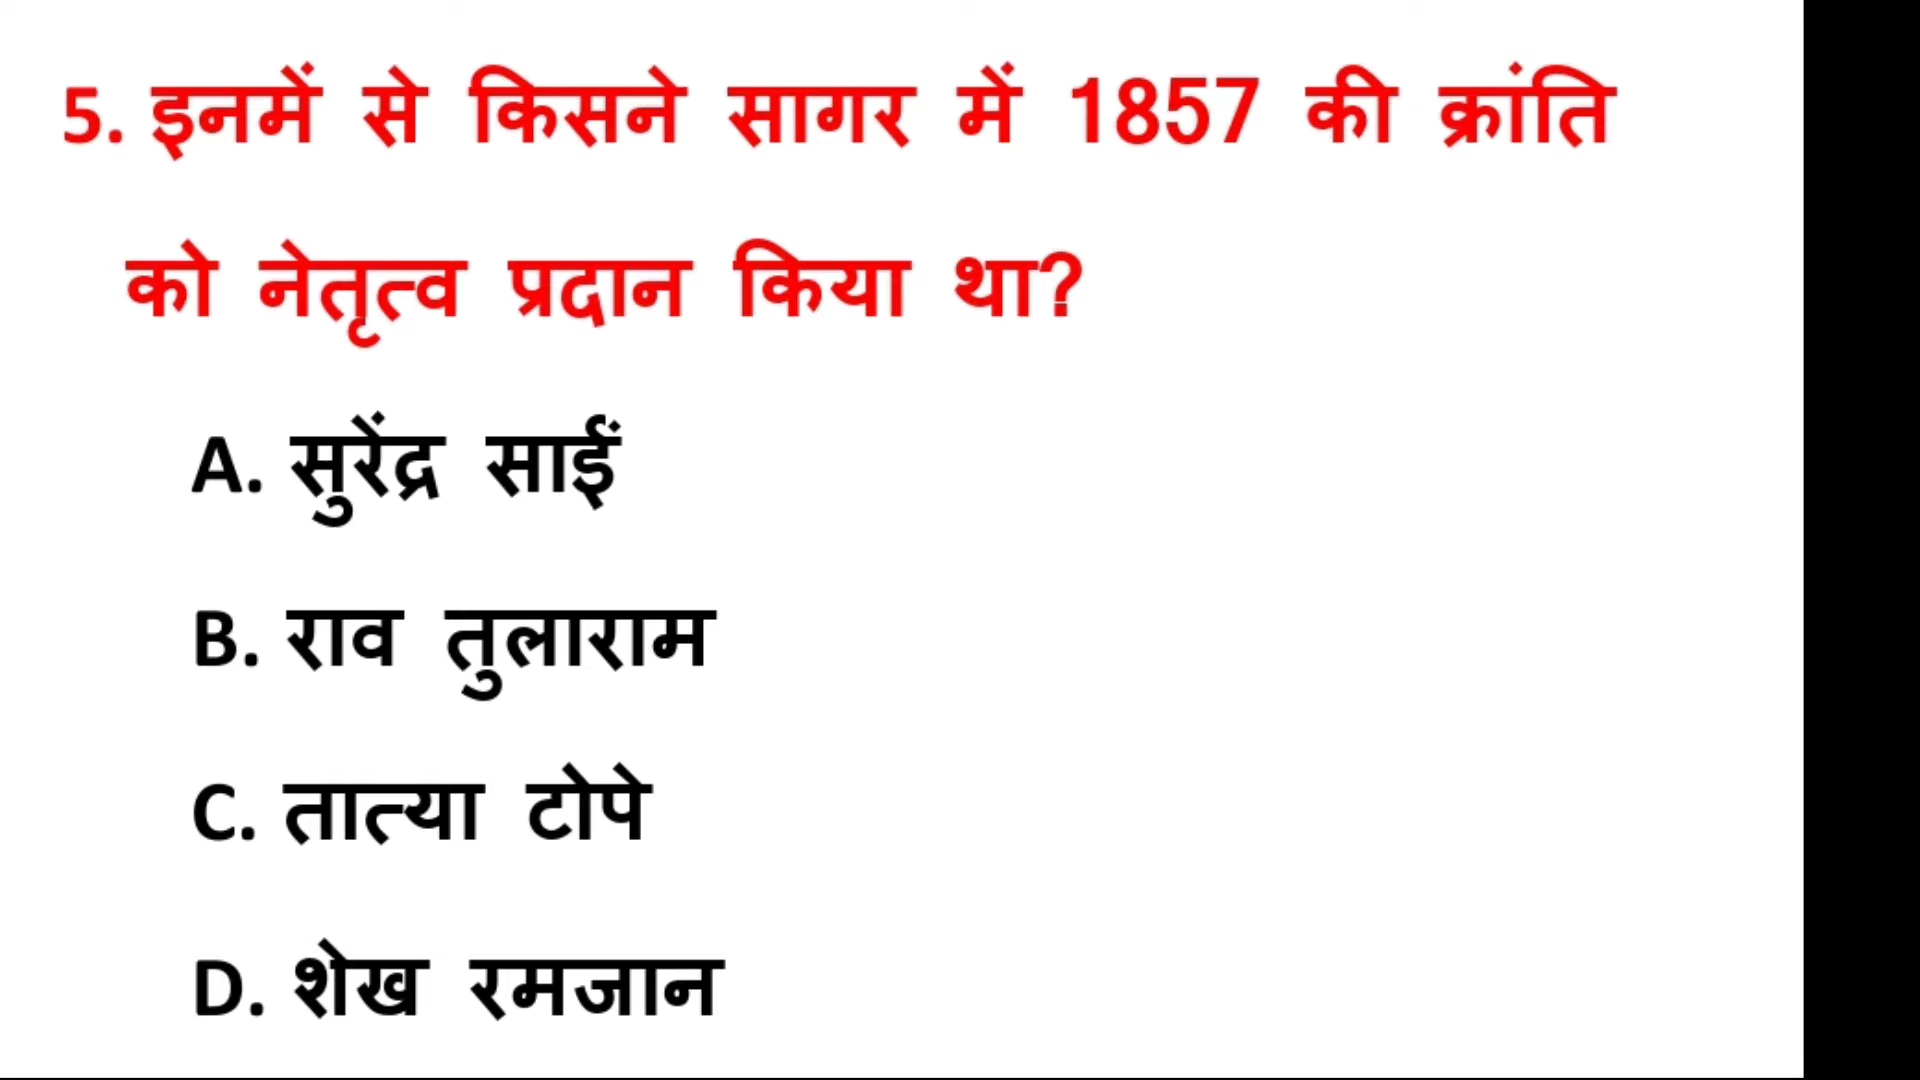 5. इनमें से किसने सागर में 1857 की क्रांति
को नेतृत्व प्रदान किया था?
A. सुरेंद्र साईं
B. राव तुलाराम
C. तात्या टोपे
D. शेख रमजान